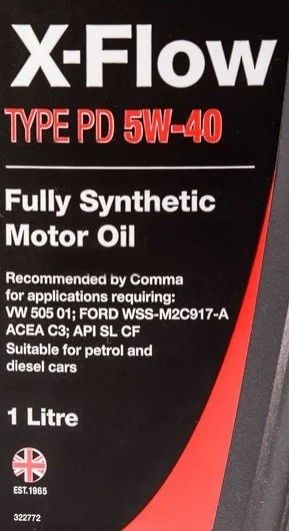 X-Flow
TYPE PD 5W-40
Fully Synthetic
Motor Oil
Recommended by Comma
for applications requiring:
VW 505 01; FORD WSS-M2C917-A
ACEA C3; API SL CF
Suitable for petrol and
diesel cars
1 Litre
EST.1965
322772